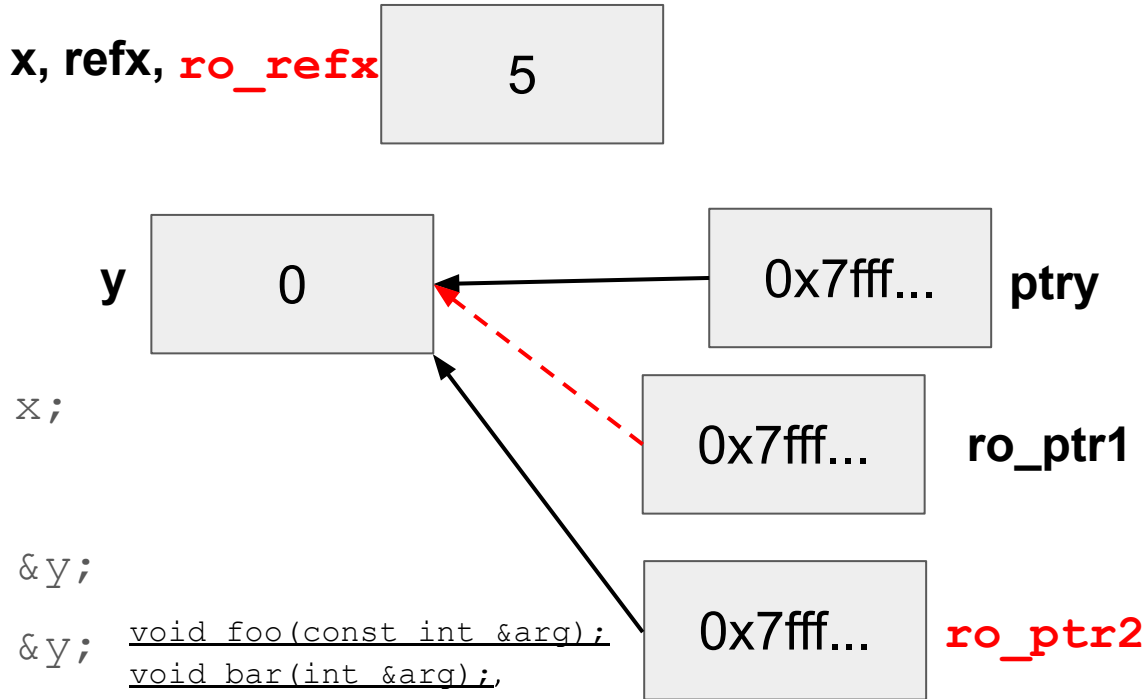 x, refx, ro_refx
5
y
0
0x7fff...
ptry
x;
0x7fff...
ro_ptr1
&y;
&y;
void foo(const int &arg);
void bar(int &arg);,
0x7fff...
ro_ptr2